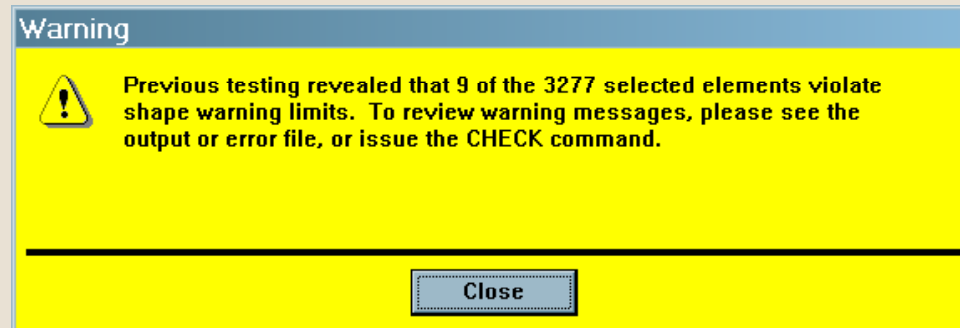 Warning
Previous testing revealed that 9 of the 3277 selected elements violate
shape warning limits.  To review warning messages, please see the
output or error file, or issue the CHECK command.
Close